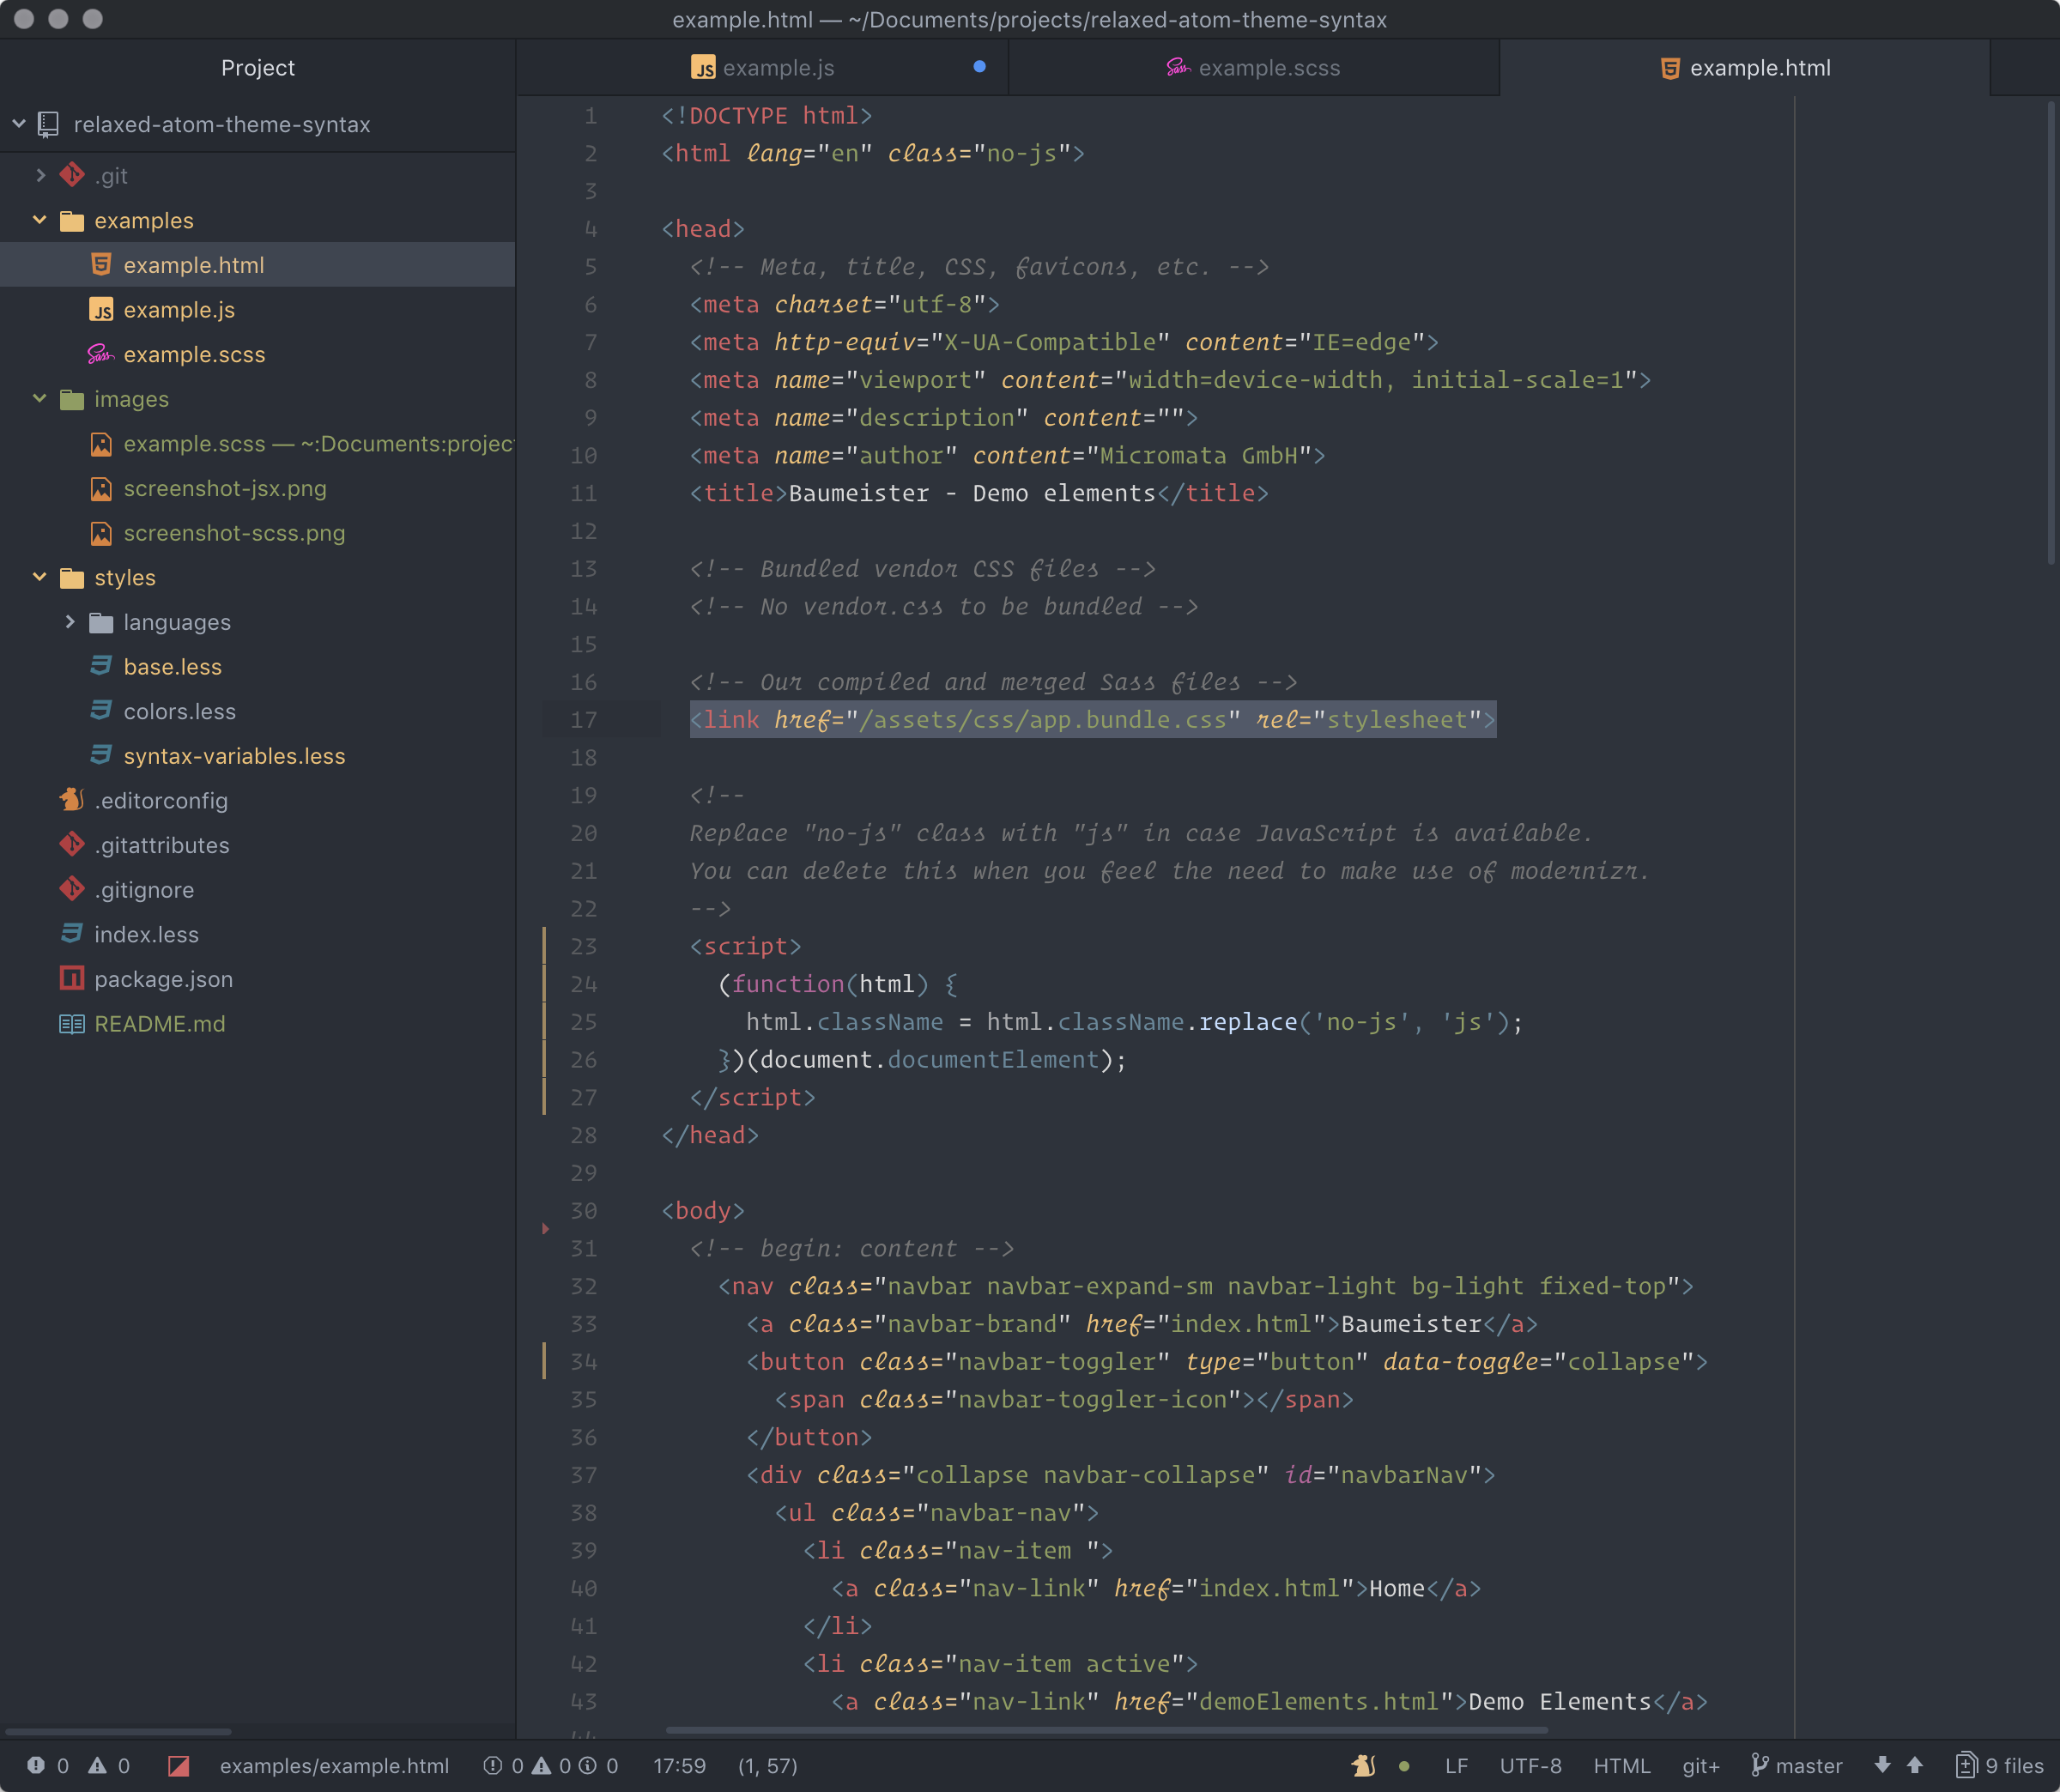 example.html — ~/Documents/projects/relaxed-atom-theme-syntax
Project
relaxed-atom-theme-syntax
.git
examples
example.html
example.js
example.scss
images
example.scss — ~:Documents:projec
screenshot-jsx.png
screenshot-scss.png
styles
languages
base.less
colors.less
syntax-variables.less
.editorconfig
.gitattributes
.gitignore
index.less
package.json
README.md
JS example.js
Sass example.scss
5 example.html
1 <!DOCTYPE html>
2 <html lang="en" class="no-js">
3
4 <head>
5 <!-- Meta, title, CSS, favicons, etc. -->
6 <meta charset="utf-8">
7 <meta http-equiv="X-UA-Compatible" content="IE=edge">
8 <meta name="viewport" content="width=device-width, initial-scale=1">
9 <meta name="description" content="">
10 <meta name="author" content="Micromata GmbH">
11 <title>Baumeister - Demo elements</title>
12
13 <!-- Bundled vendor CSS files -->
14 <!-- No vendor.css to be bundled -->
15
16 <!-- Our compiled and merged Sass files -->
17 <link href="/assets/css/app.bundle.css" rel="stylesheet">
18
19 <!--
20 Replace "no-js" class with "js" in case JavaScript is available.
21 You can delete this when you feel the need to make use of modernizr.
22 -->
23 <script>
24 (function(html) {
25 html.className = html.className.replace('no-js', 'js');
26 })(document.documentElement);
27 </script>
28 </head>
29
30 <body>
31 <!-- begin: content -->
32 <nav class="navbar navbar-expand-sm navbar-light bg-light fixed-top">
33 <a class="navbar-brand" href="index.html">Baumeister</a>
34 <button class="navbar-toggler" type="button" data-toggle="collapse">
35 <span class="navbar-toggler-icon"></span>
36 </button>
37 <div class="collapse navbar-collapse" id="navbarNav">
38 <ul class="navbar-nav">
39 <li class="nav-item ">
40 <a class="nav-link" href="index.html">Home</a>
41 </li>
42 <li class="nav-item active">
43 <a class="nav-link" href="demoElements.html">Demo Elements</a>
0 0 examples/example.html 0 0 0 17:59 (1, 57) LF UTF-8 HTML git+ master 9 files